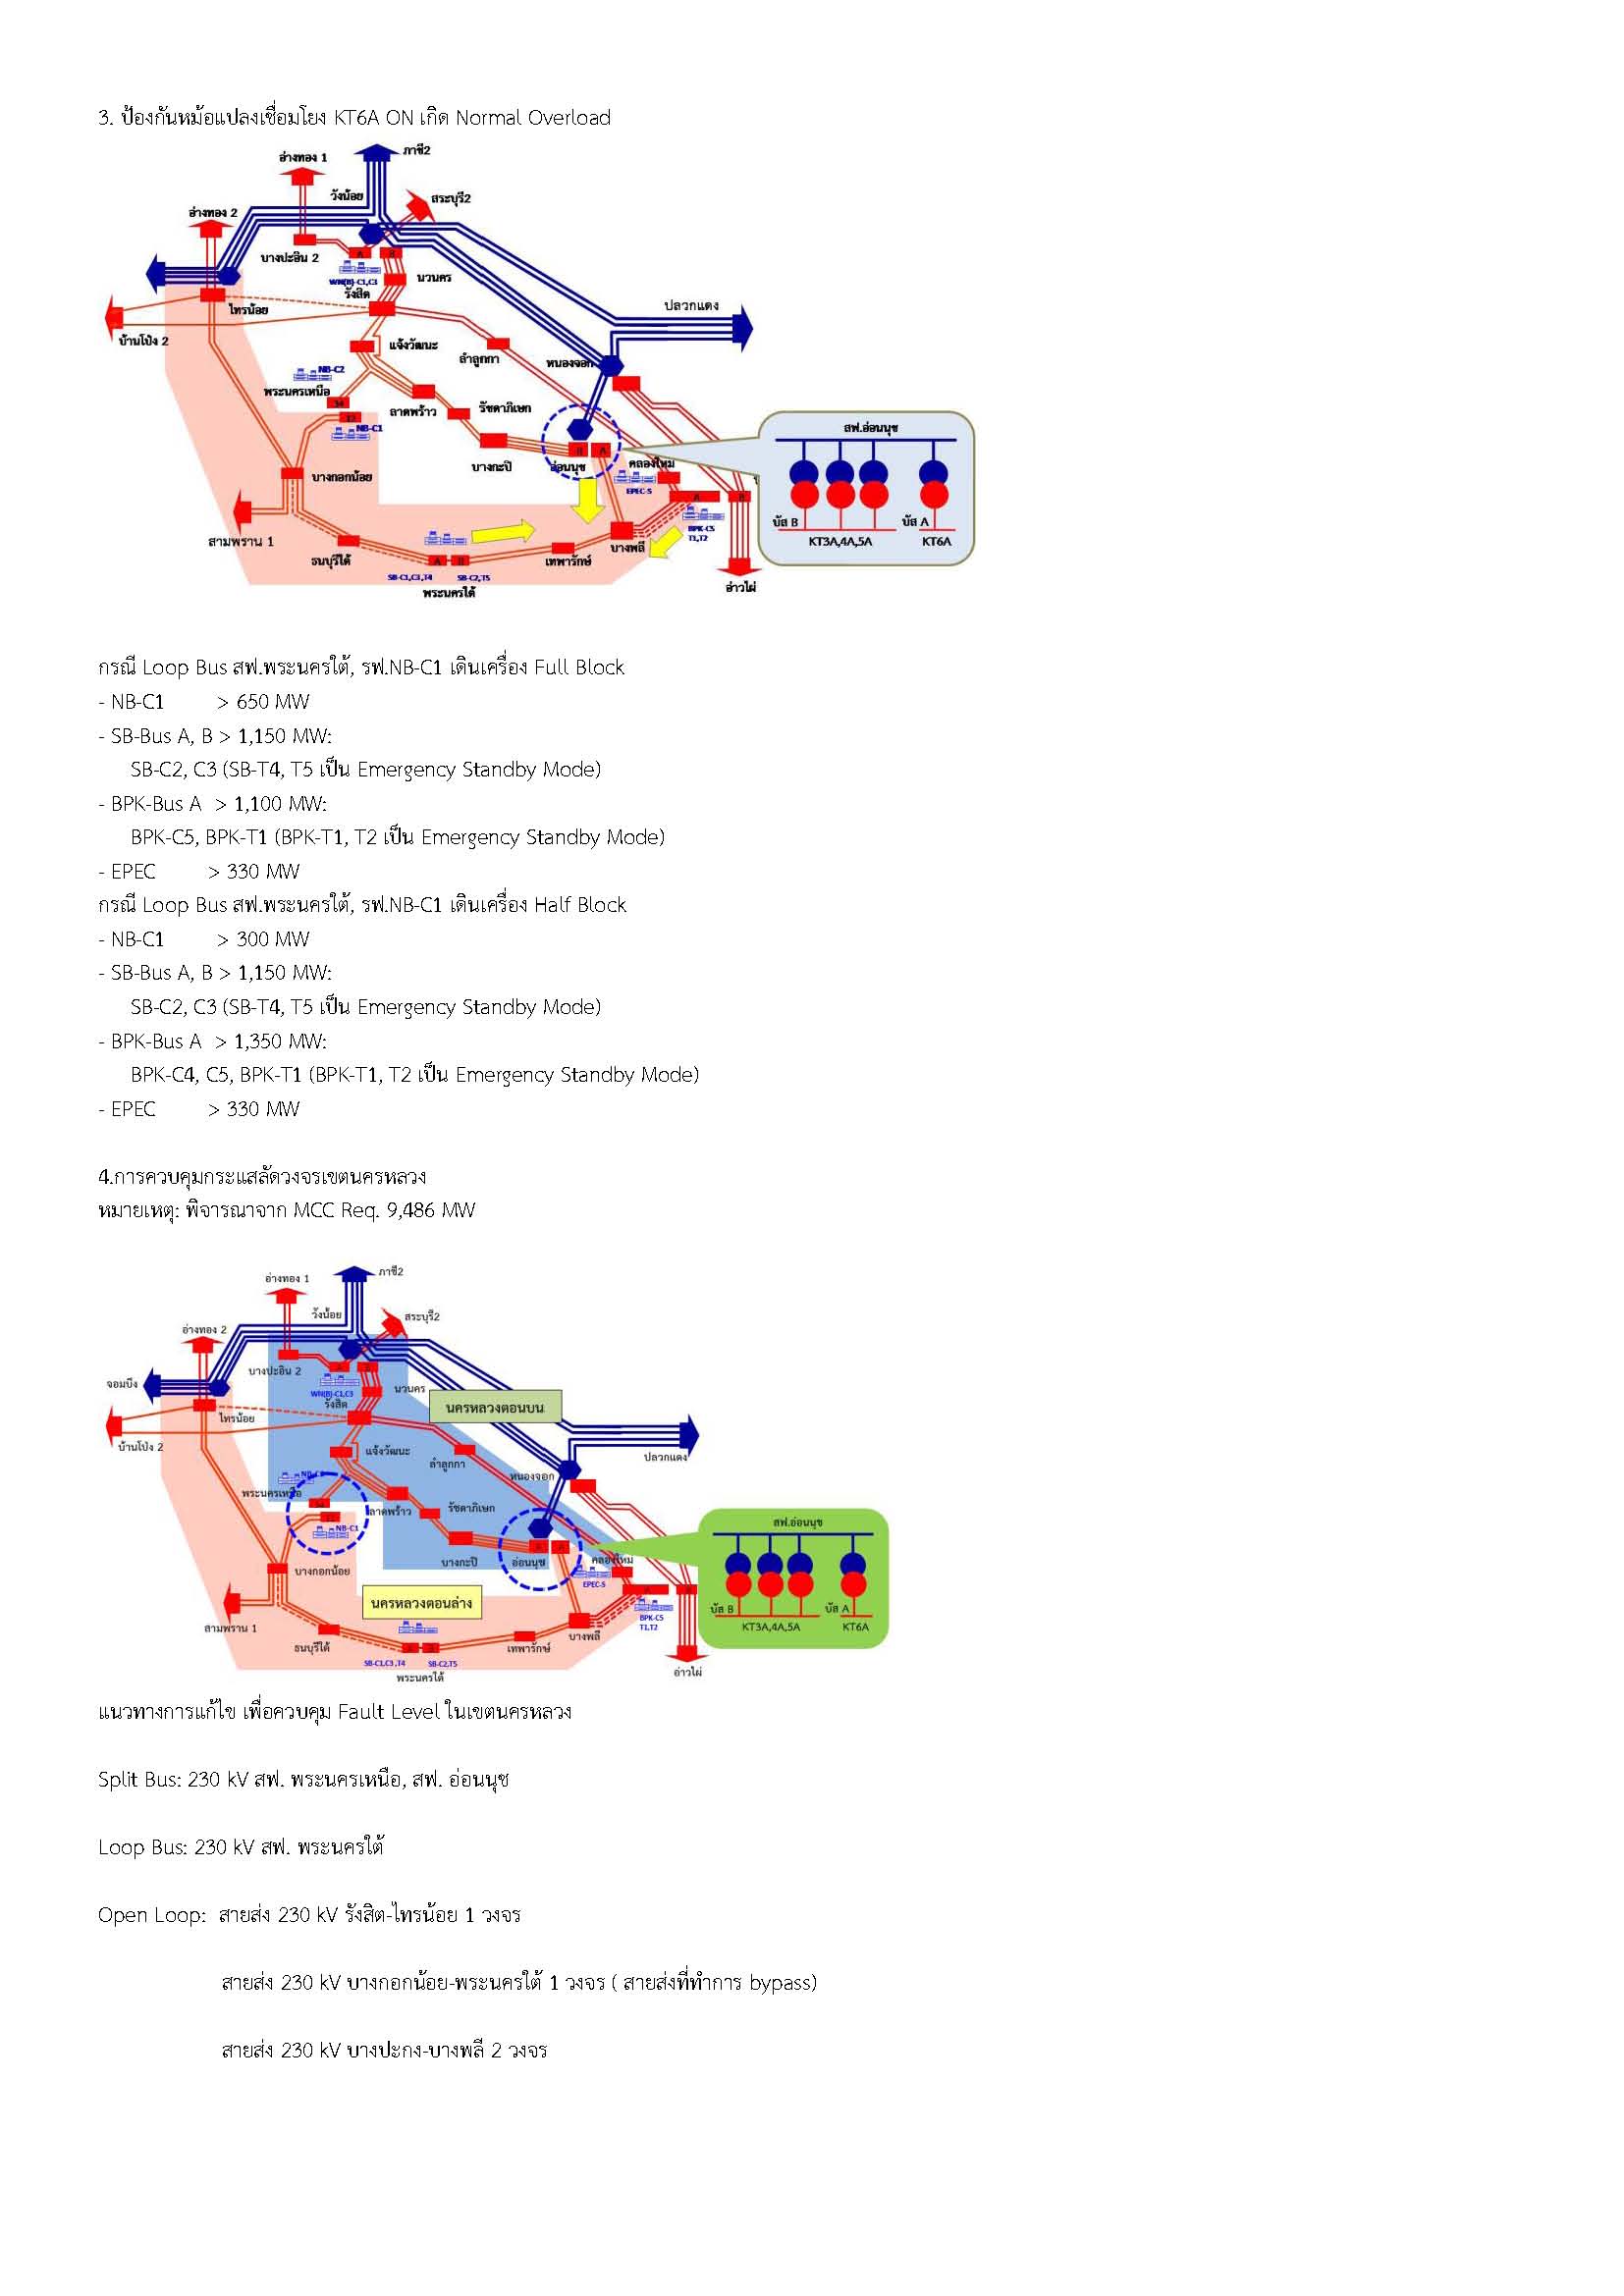 3. ป้องกันหม้อแปลงเชื่อมโยง KT6A ON เกิด Normal Overload
อ่างทอง 1
ภาชี2
วังน้อย
สระบุรี2
อ่างทอง 2
บางปะอิน 2
WN(B)-C1,C3
นวนคร
รังสิต
ไทรน้อย
ปลวกแดง
บ้านโป่ง 2
แจ้งวัฒนะ
ลำลูกกา
หนองจอก
NB-C2
พระนครเหนือ
ลาดพร้าว
รัชดาภิเษก
NB-C1
สฟ.อ่อนนุช
บางกะปิ
อ่อนนุช
คลองใหม่
EPEC-5
บางกอกน้อย
บัส B
บัส A
KT3A,4A,5A
KT6A
BPK-C5
T1,T2
สามพราน 1
ธนบุรีใต้
บางพลี
เทพารักษ์
SB-C1,C3,T4
SB-C2,T5
พระนครใต้
อ่าวไผ่
กรณี Loop Bus สฟ.พระนครใต้, รฟ.NB-C1 เดินเครื่อง Full Block
- NB-C1 > 650 MW
- SB-Bus A, B > 1,150 MW:
SB-C2, C3 (SB-T4, T5 เป็น Emergency Standby Mode)
- BPK-Bus A > 1,100 MW:
BPK-C5, BPK-T1 (BPK-T1, T2 เป็น Emergency Standby Mode)
- EPEC > 330 MW
กรณี Loop Bus สฟ.พระนครใต้, รฟ.NB-C1 เดินเครื่อง Half Block
- NB-C1 > 300 MW
- SB-Bus A, B > 1,150 MW:
SB-C2, C3 (SB-T4, T5 เป็น Emergency Standby Mode)
- BPK-Bus A > 1,350 MW:
BPK-C4, C5, BPK-T1 (BPK-T1, T2 เป็น Emergency Standby Mode)
- EPEC > 330 MW
4.การควบคุมกระแสลัดวงจรเขตนครหลวง
หมายเหตุ: พิจารณาจาก MCC Req. 9,486 MW
อ่างทอง 1
ภาชี2
วังน้อย
สระบุรี2
อ่างทอง 2
บางปะอิน 2
จอมบึง
WN(B)-C1,C3
นวนคร
รังสิต
นครหลวงตอนบน
ไทรน้อย
บ้านโป่ง 2
แจ้งวัฒนะ
ลำลูกกา
ปลวกแดง
หนองจอก
พระนครเหนือ
ลาดพร้าว
รัชดาภิเษก
NB-C1
สฟ.อ่อนนุช
บางกะปิ
อ่อนนุช
คลองใหม่
EPEC-5
บางกอกน้อย
นครหลวงตอนล่าง
บัส B
บัส A
KT3A,4A,5A
KT6A
BPK-C5
T1,T2
สามพราน 1
ธนบุรีใต้
บางพลี
เทพารักษ์
SB-C1,C3 ,T4
SB-C2,T5
พระนครใต้
อ่าวไผ่
แนวทางการแก้ไข เพื่อควบคุม Fault Level ในเขตนครหลวง
Split Bus: 230 kV สฟ. พระนครเหนือ, สฟ. อ่อนนุช
Loop Bus: 230 kV สฟ. พระนครใต้
Open Loop: สายส่ง 230 kV รังสิต-ไทรน้อย 1 วงจร
สายส่ง 230 kV บางกอกน้อย-พระนครใต้ 1 วงจร ( สายส่งที่ทำการ bypass)
สายส่ง 230 kV บางปะกง-บางพลี 2 วงจร